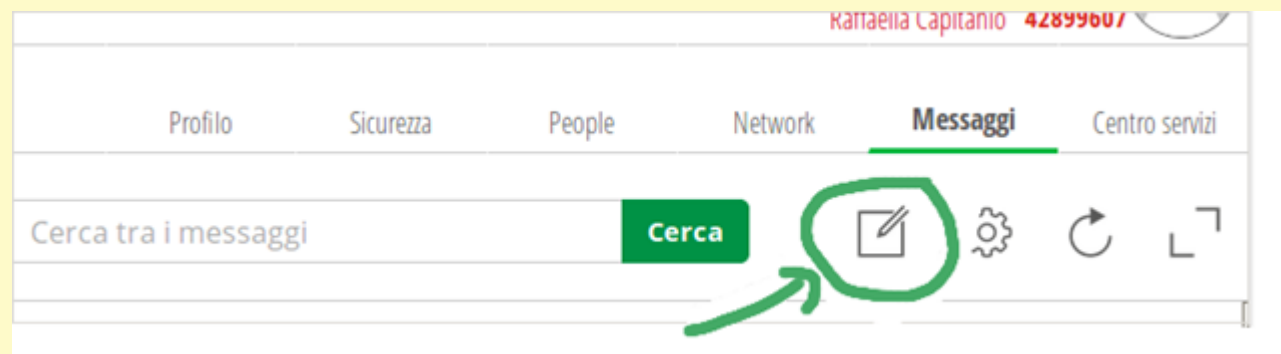 Raffaella Capitanio 42899607
Profilo Sicurezza People Network Messaggi Centro servizi
Cerca tra i messaggi Cerca